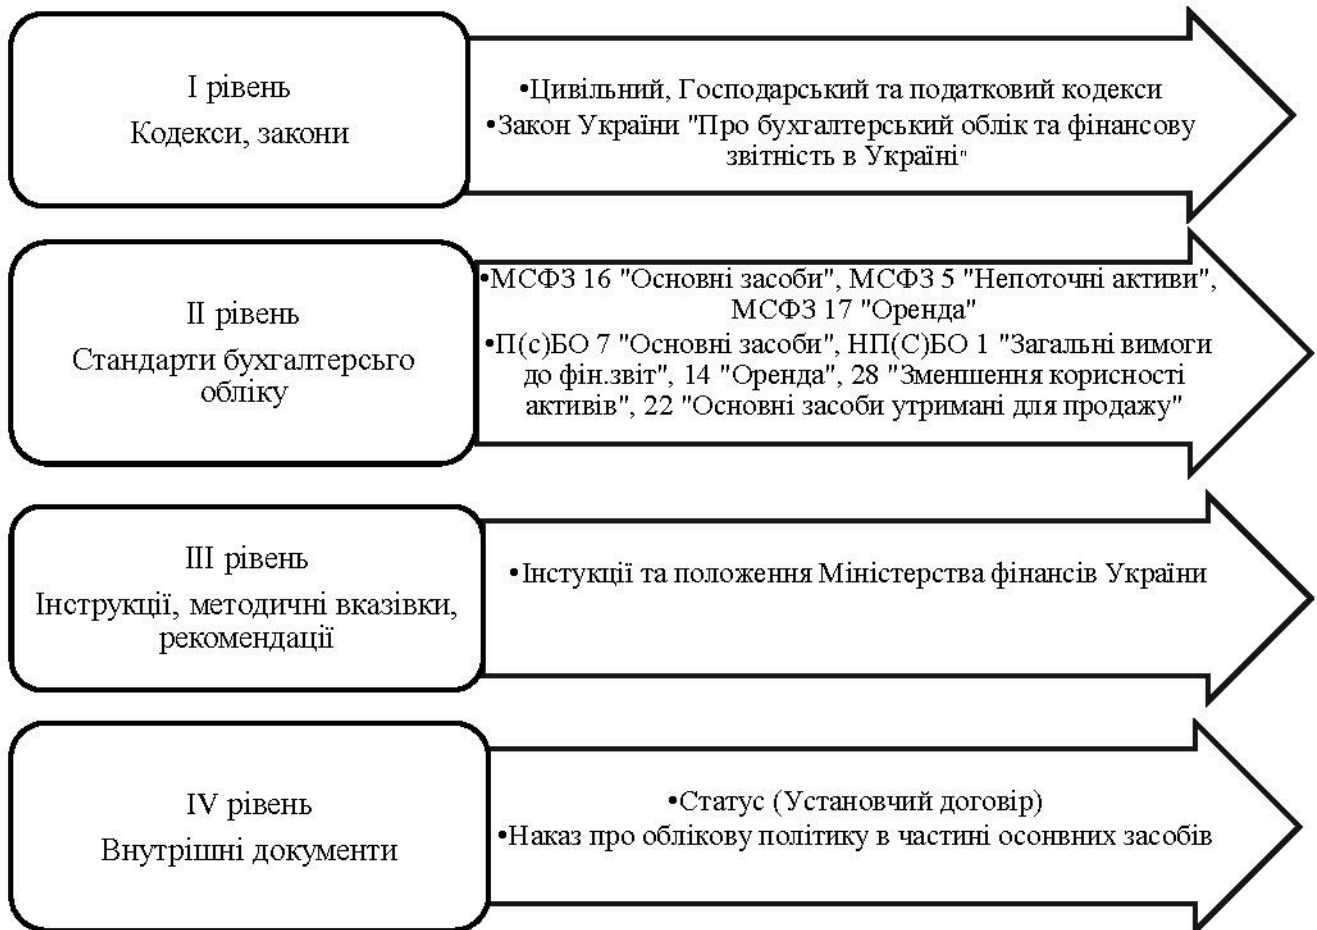 І рівень
Кодекси, закони
•Цивільний, Господарський та податковий кодекси
•Закон України "Про бухгалтерський облік та фінансову
звітність в Україні"
ІІ рівень
Стандарти бухгалтерсьго
обліку
•МСФЗ 16 "Основні засоби", МСФЗ 5 "Непоточні активи",
МСФЗ 17 "Оренда"
•П(с)БО 7 "Основні засоби", НП(С)БО 1 "Загальні вимоги
до фін.звіт", 14 "Оренда", 28 "Зменшення корисності
активів", 22 "Основні засоби утримані для продажу"
ІІІ рівень
Інструкції, методичні вказівки,
рекомендації
•Інстукції та положення Міністерства фінансів України
IV рівень
Внутрішні документи
•Статус (Установчий договір)
•Наказ про облікову політику в частині осонвних засобів